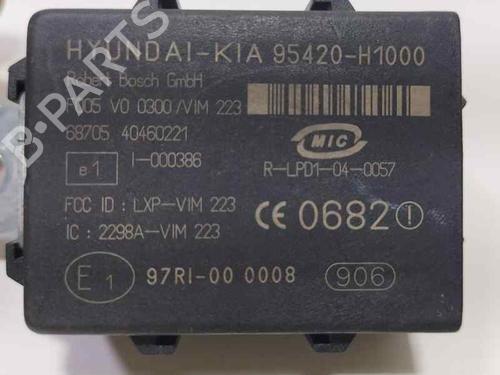 HYUNDAI-KIA 95420-H1000
Robert Bosch GmbH
V0 0300/VIM 223
68705 40460221
MIC
e1 I-000386
R-LPD1-04-0057
FCC ID : LXP-VIM 223
IC : 2298A-VIM 223
CE 0682
E1 97RI-00 0008 906
B-PARTS